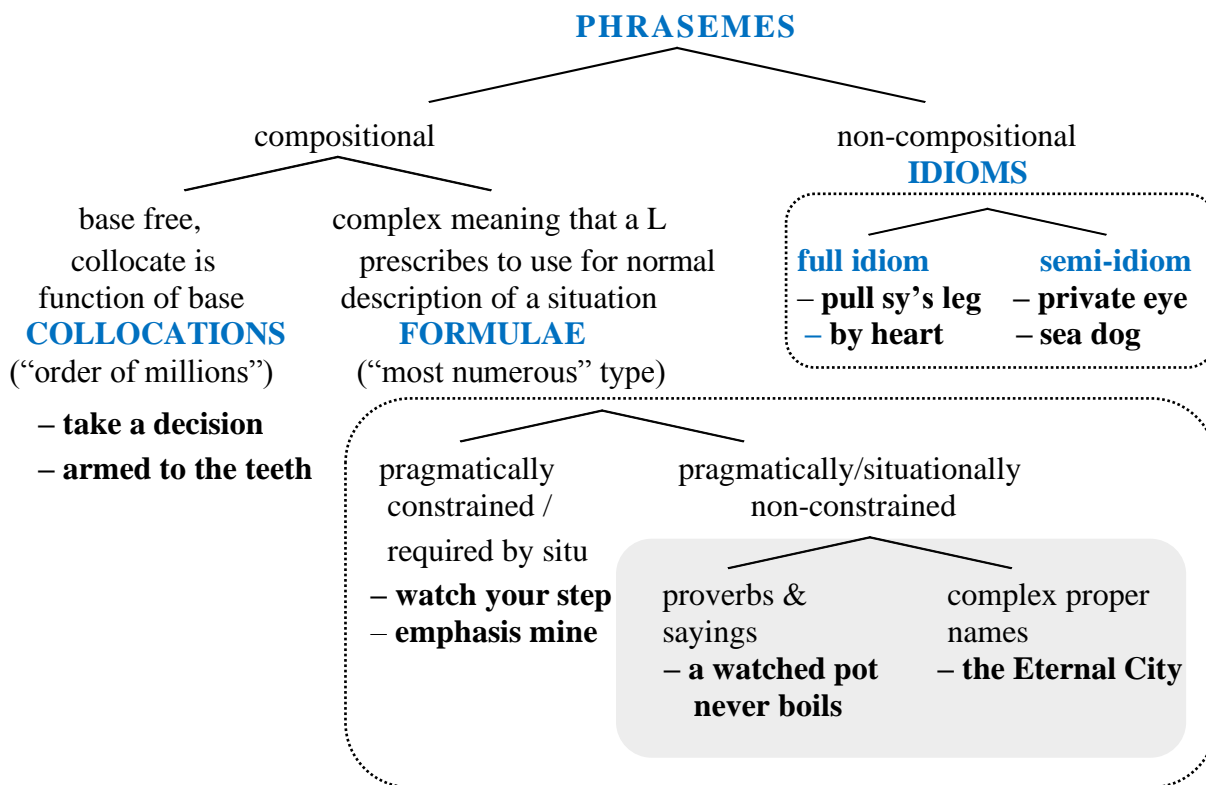 PHRASEMES
compositional
non-compositional
IDIOMS
base free,
collocate is
function of base
COLLOCATIONS
(“order of millions”)
– take a decision
– armed to the teeth
complex meaning that a L
prescribes to use for normal
description of a situation
FORMULAE
(“most numerous” type)
full idiom
– pull sy’s leg
– by heart
semi-idiom
– private eye
– sea dog
pragmatically
constrained /
required by situ
– watch your step
– emphasis mine
pragmatically/situationally
non-constrained
proverbs &
sayings
– a watched pot
never boils
complex proper
names
– the Eternal City